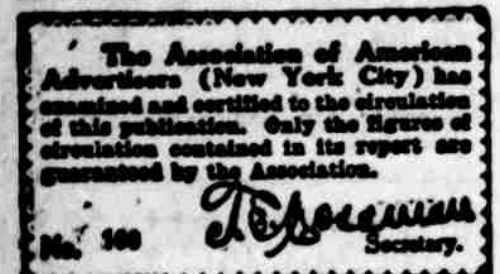 The Association of American
Advertisers (New York City) has
examined and certified to the circulation
of this publication. Only the figures of
circulation contained in its report are
guaranteed by the Association.
No.
Secretary.